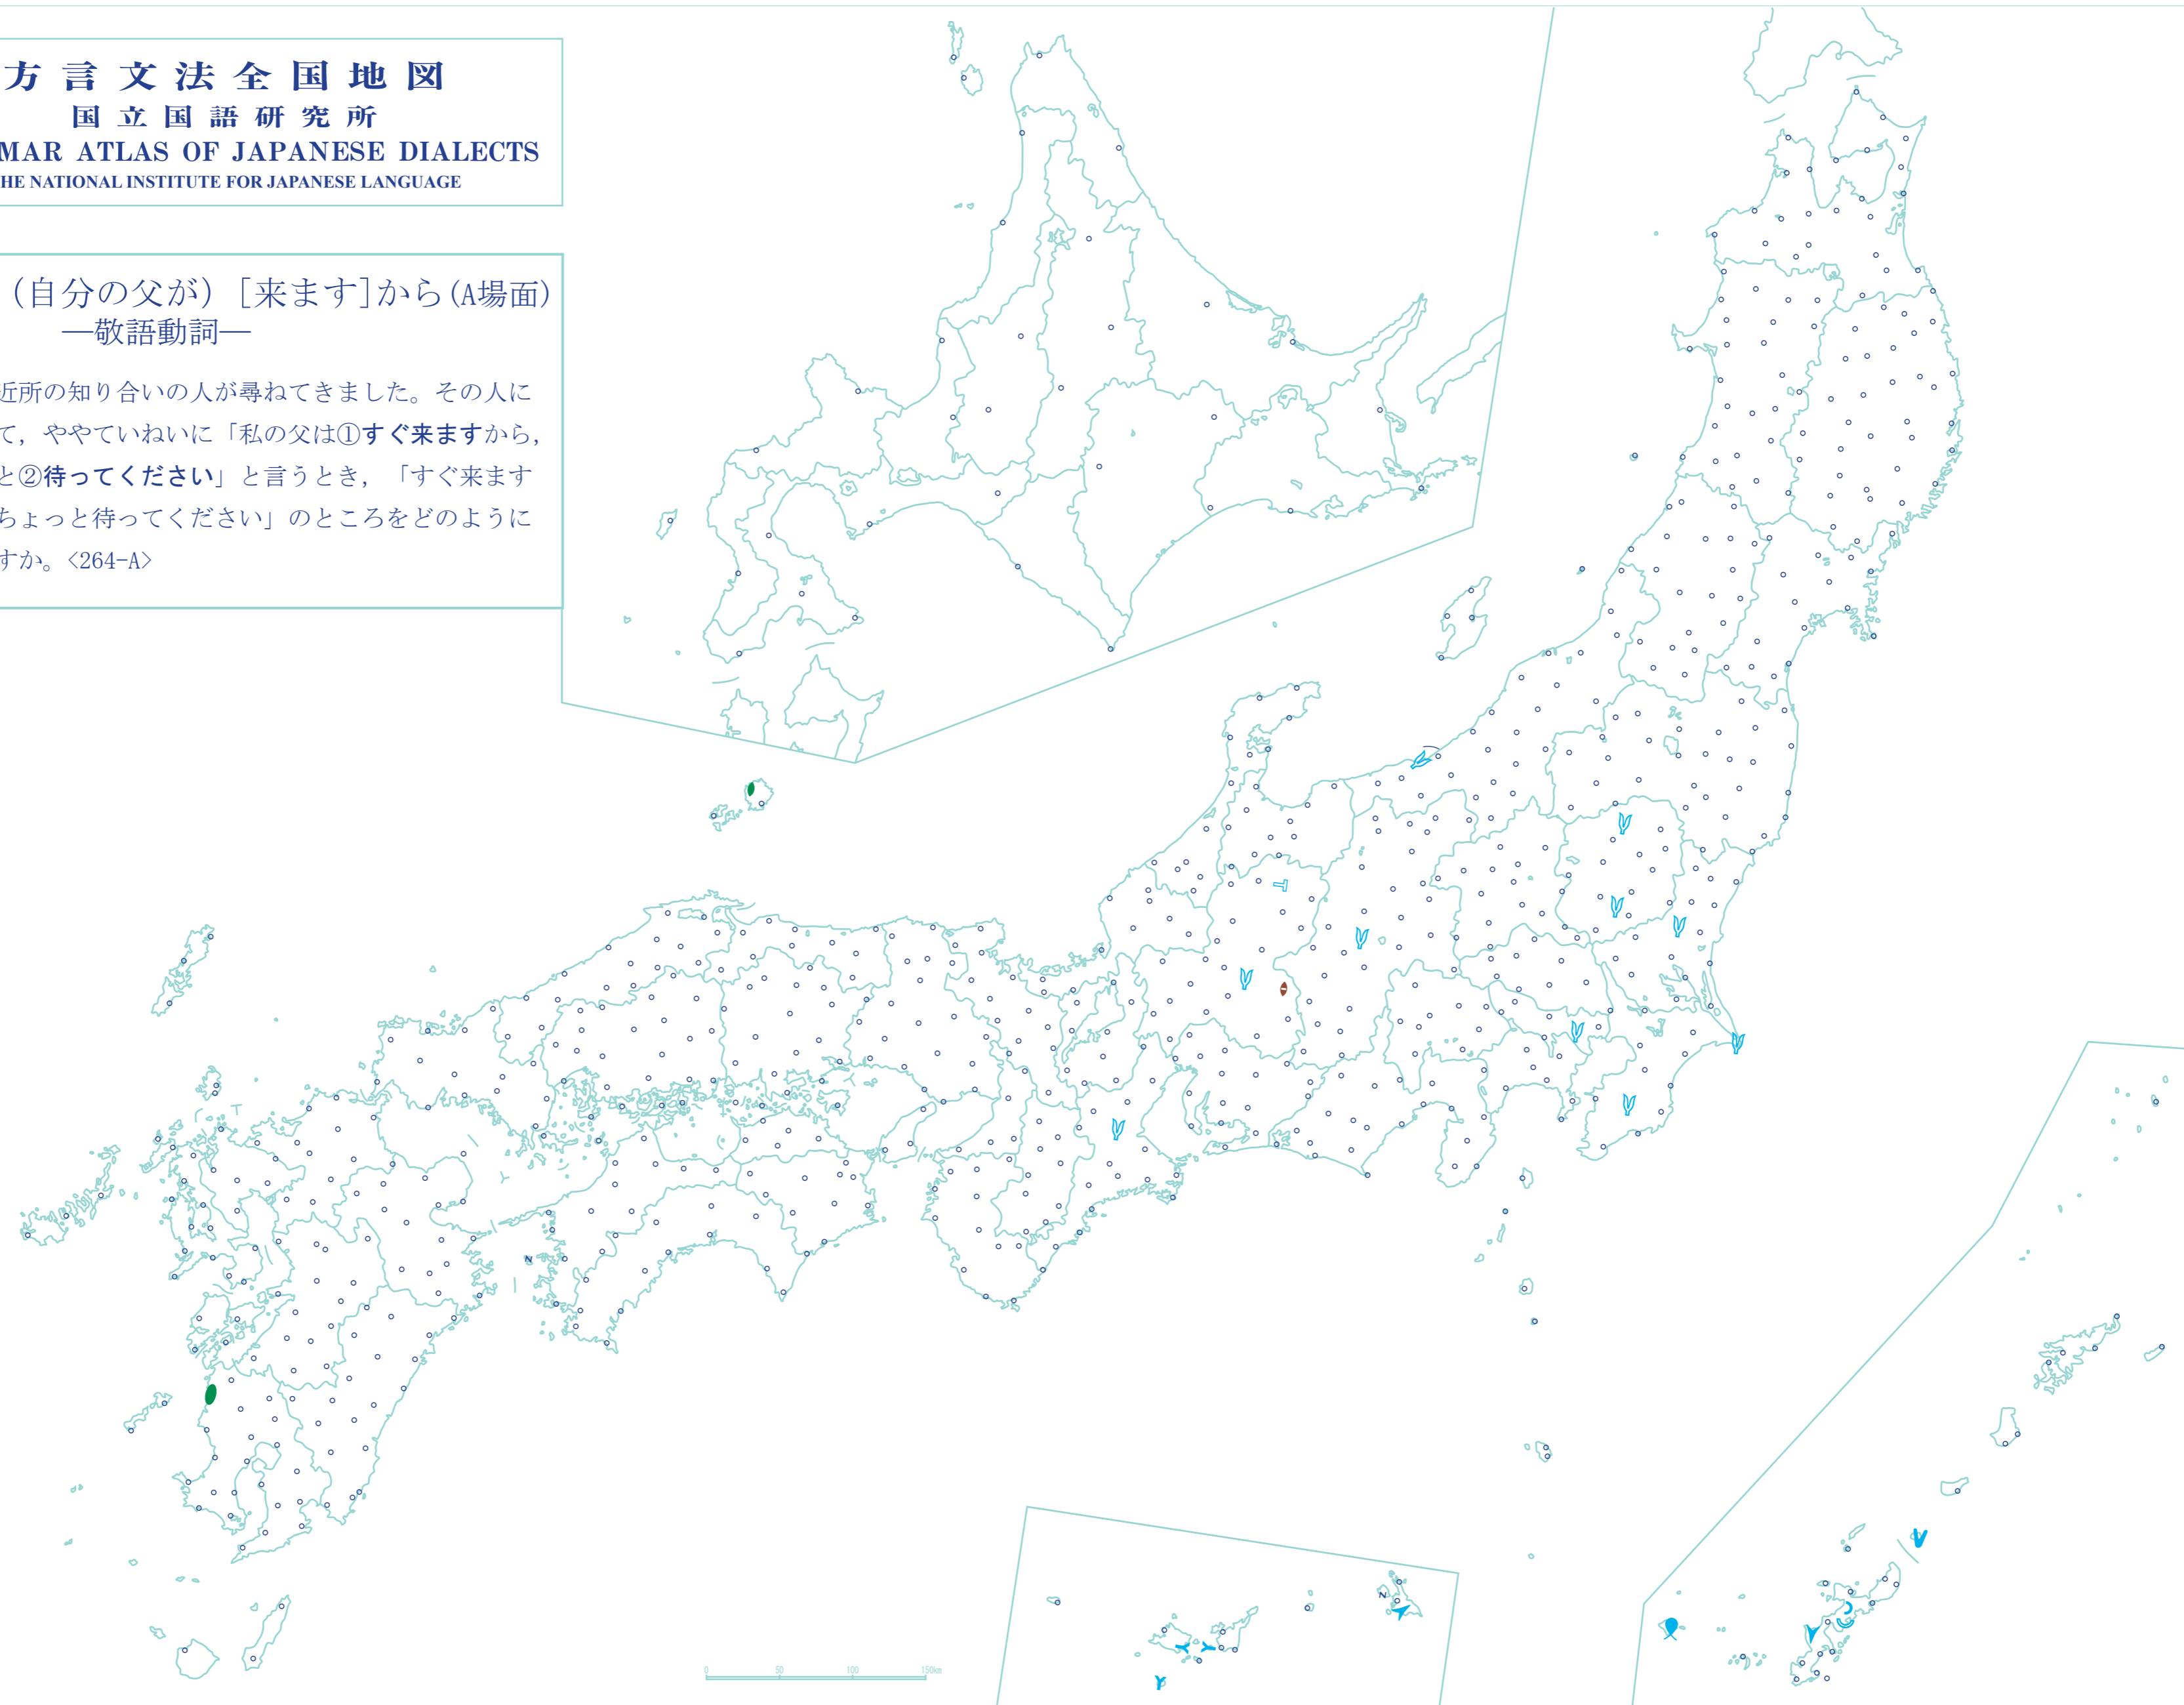 方言文法全国地図
国立国語研究所
MAR ATLAS OF JAPANESE DIALECTS
HE NATIONAL INSTITUTE FOR JAPANESE LANGUAGE
(自分の父が)[来ます]から(A場面)
―敬語動詞―
近所の知り合いの人が尋ねてきました。その人に
て，ややていねいに「私の父は①すぐ来ますから，
と②待ってください」と言うとき，「すぐ来ます
ちょっと待ってください」のところをどのように
すか。<264-A>
N
N
0 50 100 150km